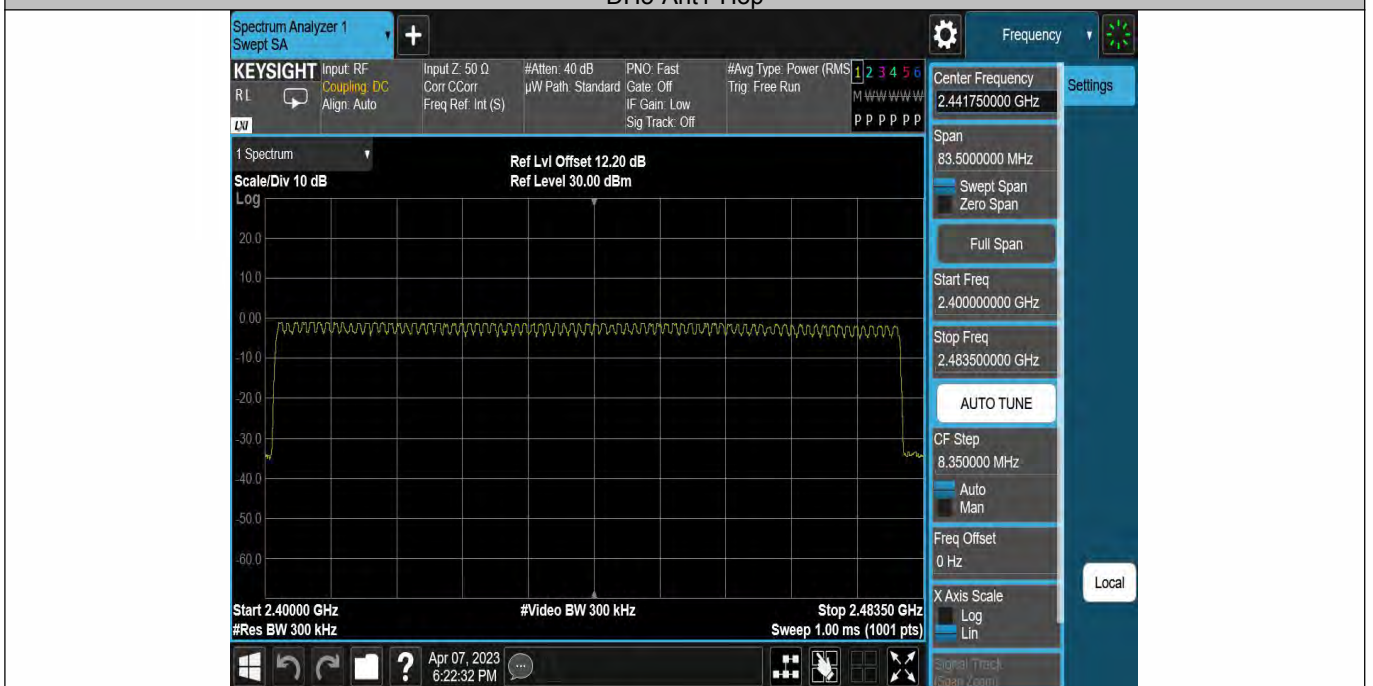 Spectrum Analyzer 1
Swept SA
+
Frequency
KEYSIGHT
Input: RF
Input Z: 50 Ω
#Atten: 40 dB
PNO: Fast
#Avg Type: Power (RMS
1 2 3 4 5 6
R L
Coupling: DC
Corr CCorr
µW Path: Standard
Gate: Off
Trig: Free Run
M W W W W W
Align: Auto
Freq Ref: Int (S)
IF Gain: Low
Sig Track: Off
P P P P P P
LXI
1 Spectrum
Ref Lvl Offset 12.20 dB
Scale/Div 10 dB
Ref Level 30.00 dBm
Log
20.0
10.0
0.00
-10.0
-20.0
-30.0
-40.0
-50.0
-60.0
Start 2.40000 GHz
#Video BW 300 kHz
Stop 2.48350 GHz
#Res BW 300 kHz
Sweep 1.00 ms (1001 pts)
Center Frequency
2.441750000 GHz
Settings
Span
83.5000000 MHz
Swept Span
Zero Span
Full Span
Start Freq
2.400000000 GHz
Stop Freq
2.483500000 GHz
AUTO TUNE
CF Step
8.350000 MHz
Auto
Man
Freq Offset
0 Hz
X Axis Scale
Log
Lin
Signal Track
(Span Zoom)
Local
?
Apr 07, 2023
6:22:32 PM